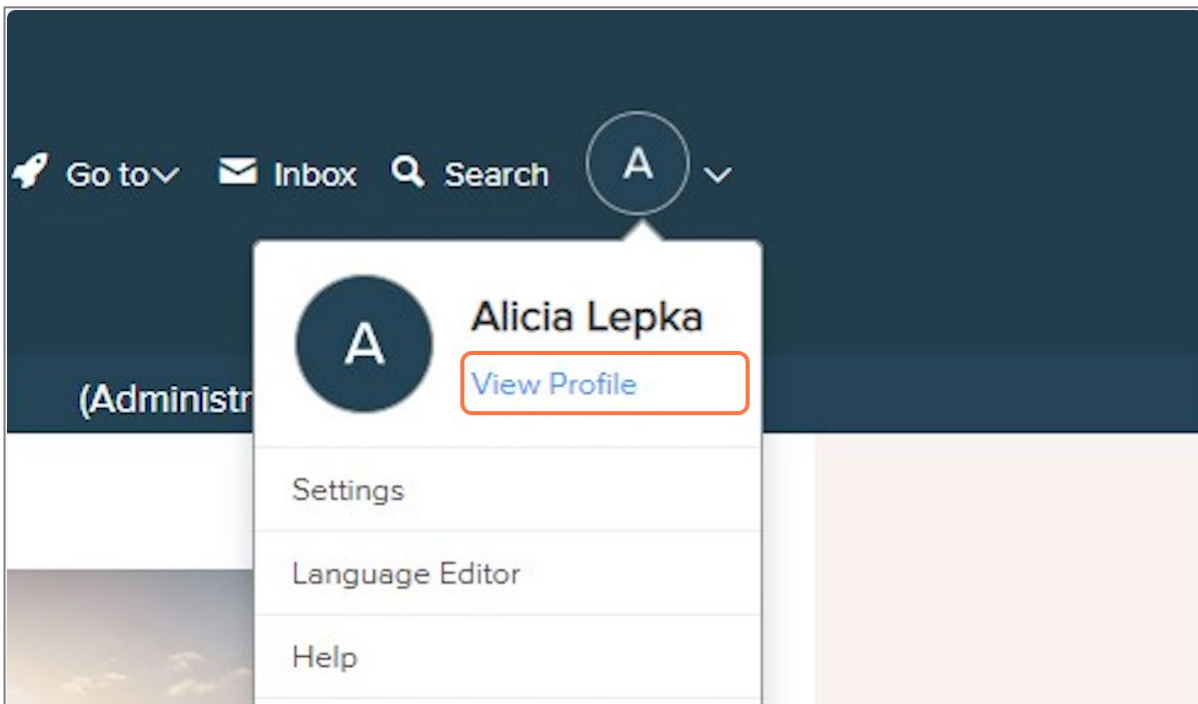 Go to Inbox Search A
A Alicia Lepka
View Profile
(Administr
Settings
Language Editor
Help